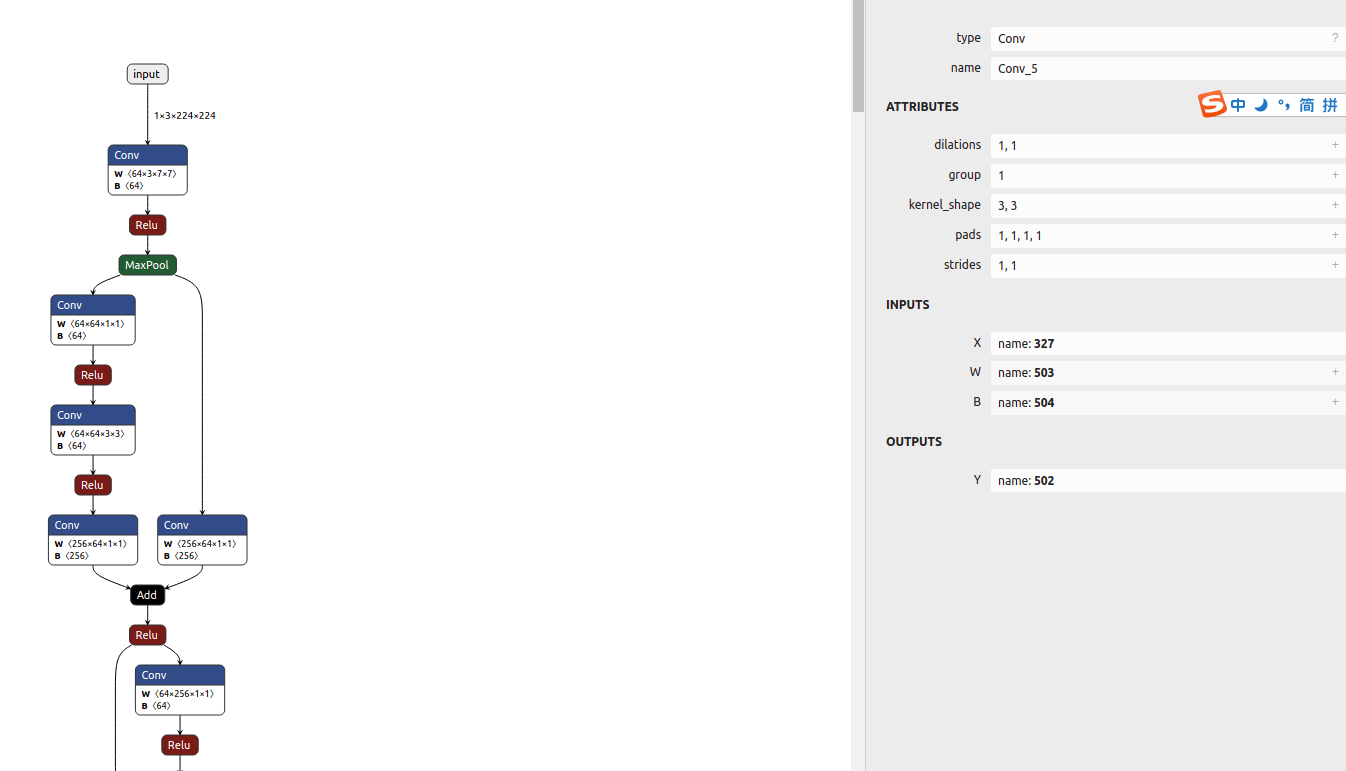 input
1×3×224×224
Conv
W ⟨64×3×7×7⟩
B ⟨64⟩
Relu
MaxPool
Conv
W ⟨64×64×1×1⟩
B ⟨64⟩
Relu
Conv
W ⟨64×64×3×3⟩
B ⟨64⟩
Relu
Conv
W ⟨256×64×1×1⟩
B ⟨256⟩
Conv
W ⟨256×64×1×1⟩
B ⟨256⟩
Add
Relu
Conv
W ⟨64×256×1×1⟩
B ⟨64⟩
Relu
type Conv ?
name Conv_5
ATTRIBUTES
S 中 °, 简 拼
dilations 1, 1 +
group 1 +
kernel_shape 3, 3 +
pads 1, 1, 1, 1 +
strides 1, 1 +
INPUTS
X name: 327
W name: 503 +
B name: 504 +
OUTPUTS
Y name: 502